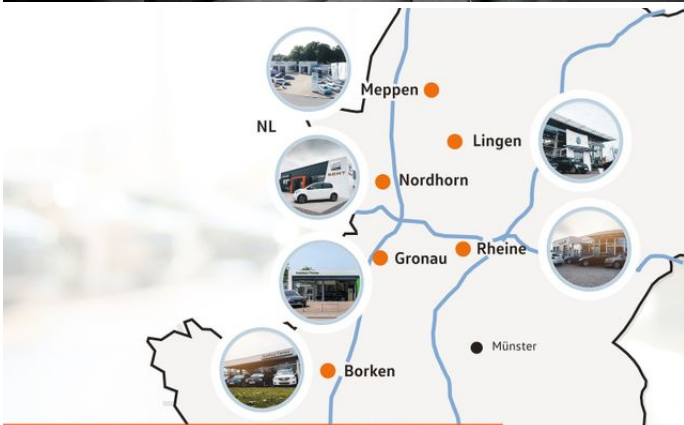 Meppen
NL
Lingen
Nordhorn
Gronau
Rheine
Münster
Borken